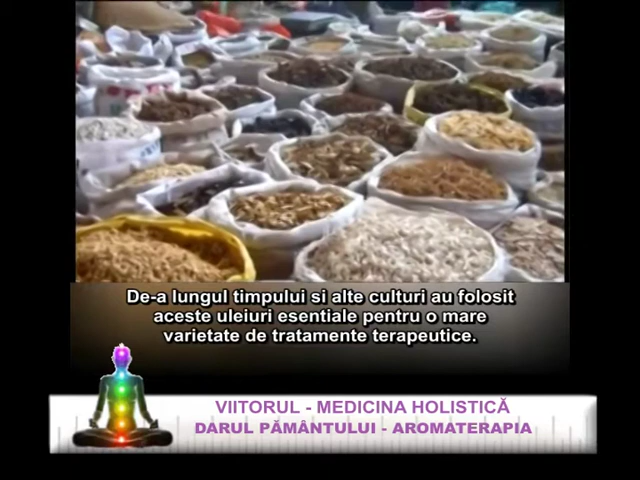 De-a lungul timpului si alte culturi au folosit
aceste uleiuri esentiale pentru o mare
varietate de tratamente terapeutice.
VIITORUL - MEDICINA HOLISTICĂ
DARUL PĂMÂNTULUI - AROMATERAPIA